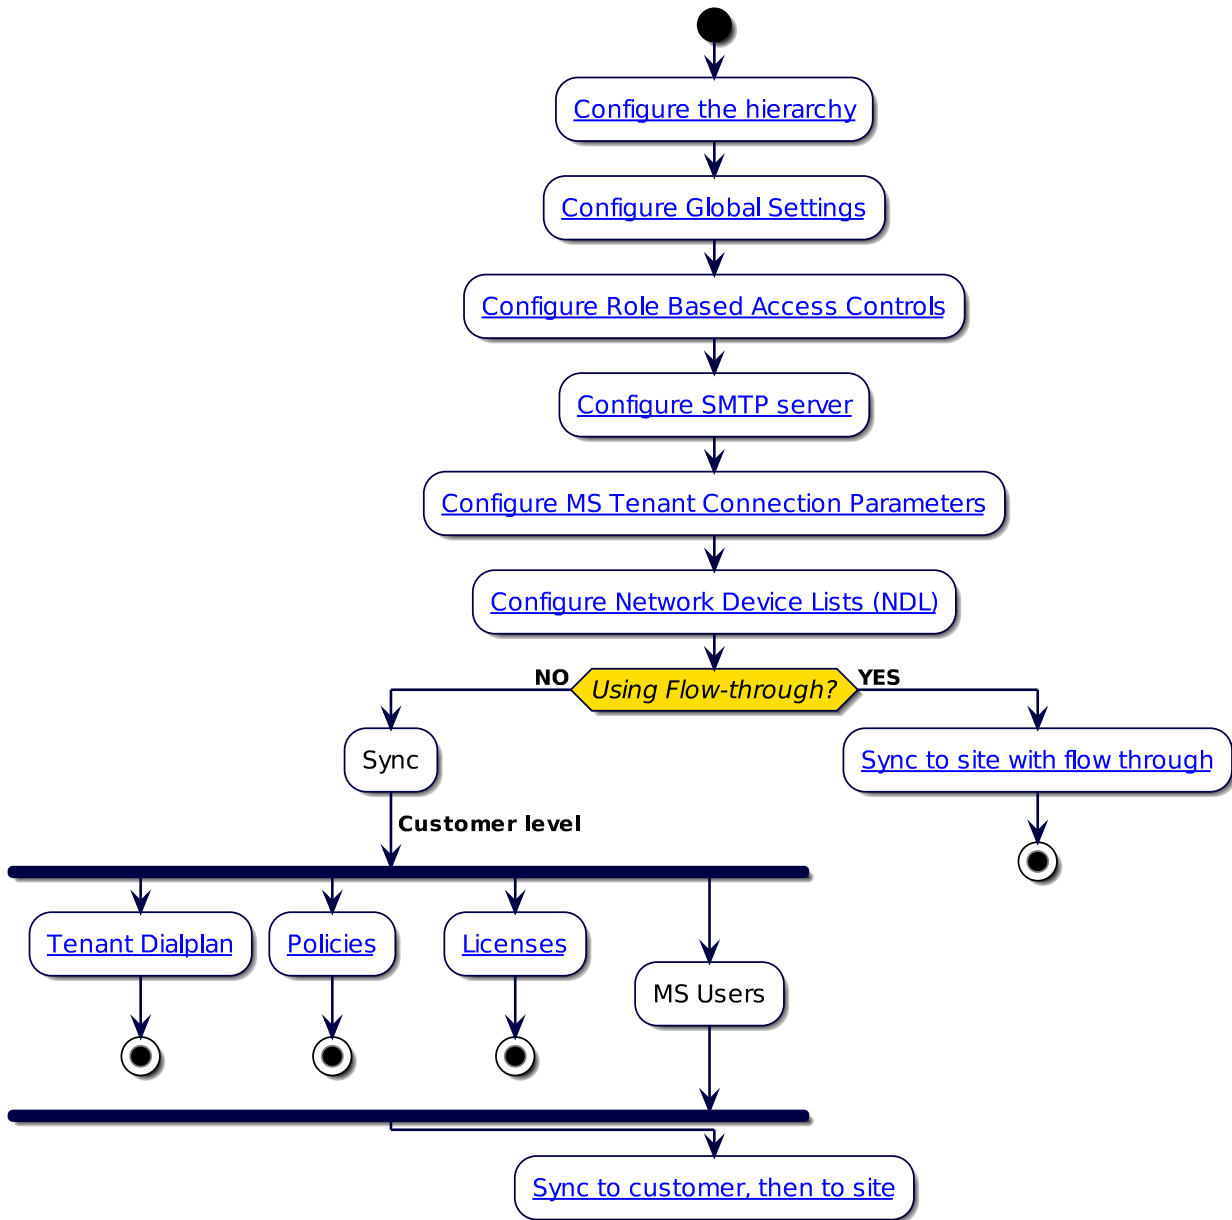 Configure the hierarchy
Configure Global Settings
Configure Role Based Access Controls
Configure SMTP server
Configure MS Tenant Connection Parameters
Configure Network Device Lists (NDL)
NO
Using Flow-through?
YES
Sync
Sync to site with flow through
Customer level
Tenant Dialplan
Policies
Licenses
MS Users
Sync to customer, then to site